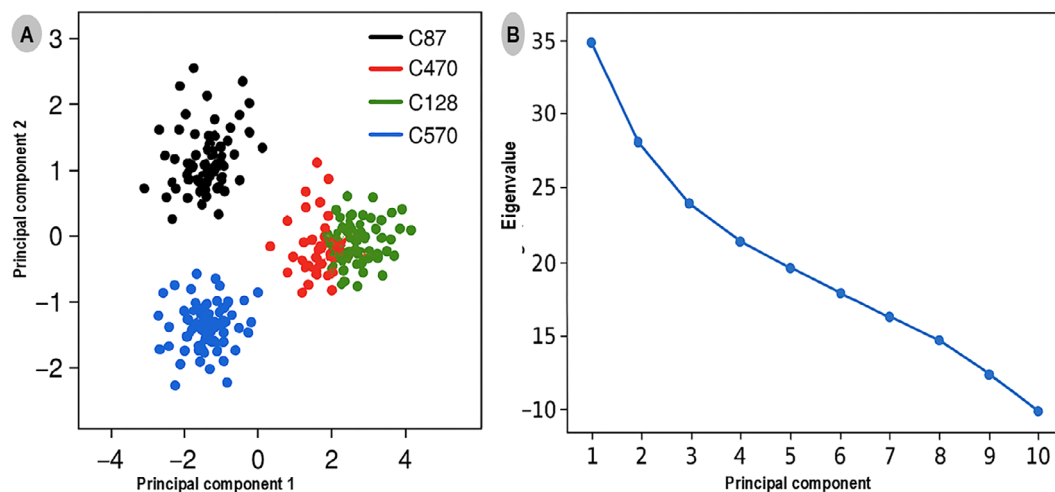 A
3
2
1
0
−1
−2
Principal component 2
−4
−2
0
2
4
Principal component 1
C87
C470
C128
C570
B
35
30
25
20
15
−10
Eigenvalue
1 2 3 4 5 6 7 8 9 10
Principal component